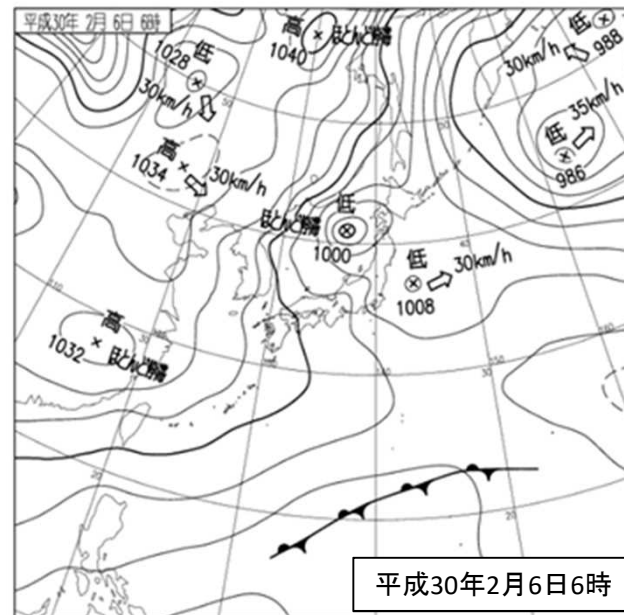 平成30年 2月 6日 6時
低
1028
30km/h
高
1040
ほとんど停滞
低
988
30km/h
低
986
35km/h
高
1034
30km/h
ほとんど停滞
低
1000
低
1008
30km/h
高
1032
ほとんど停滞
平成30年2月6日6時